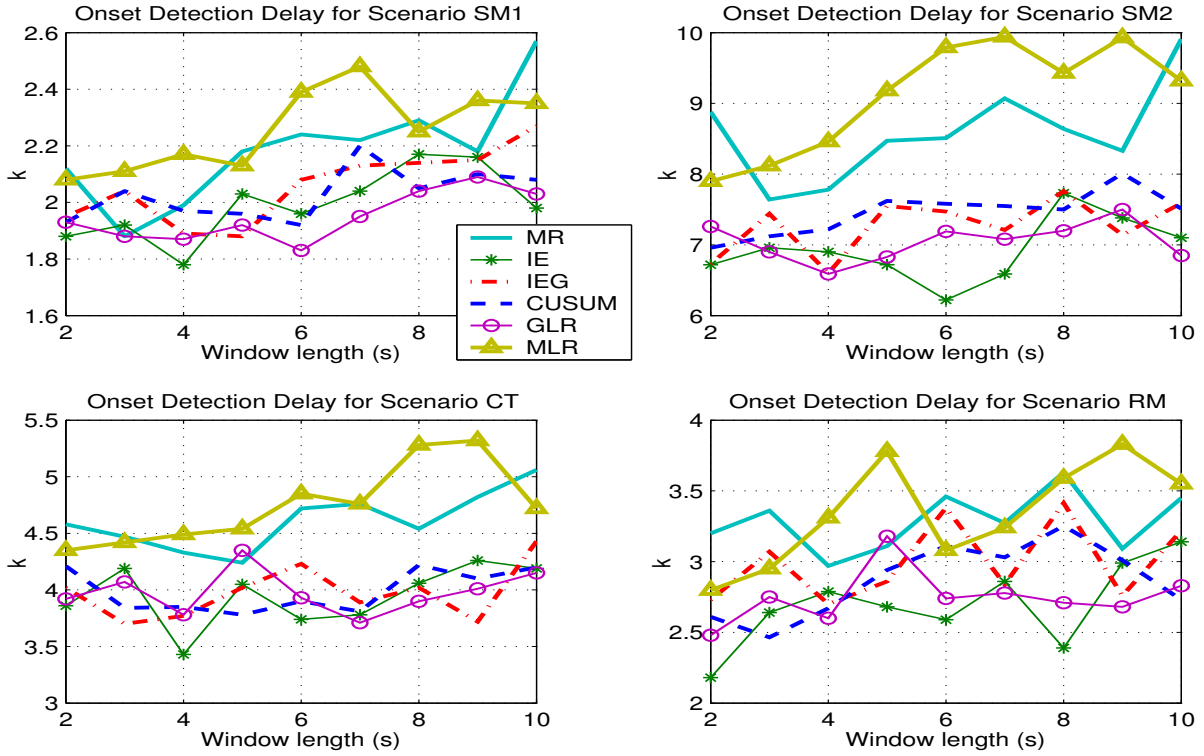 Onset Detection Delay for Scenario SM1
2.6
2.4
2.2
2
1.8
1.6
k
2 4 6 8
Window length (s)
MR
IE
IEG
CUSUM
GLR
MLR
Onset Detection Delay for Scenario SM2
10
9
8
7
6
k
2 4 6 8 10
Window length (s)
Onset Detection Delay for Scenario CT
5.5
5
4.5
4
3.5
3
k
2 4 6 8 10
Window length (s)
Onset Detection Delay for Scenario RM
4
3.5
3
2.5
2
k
2 4 6 8 10
Window length (s)